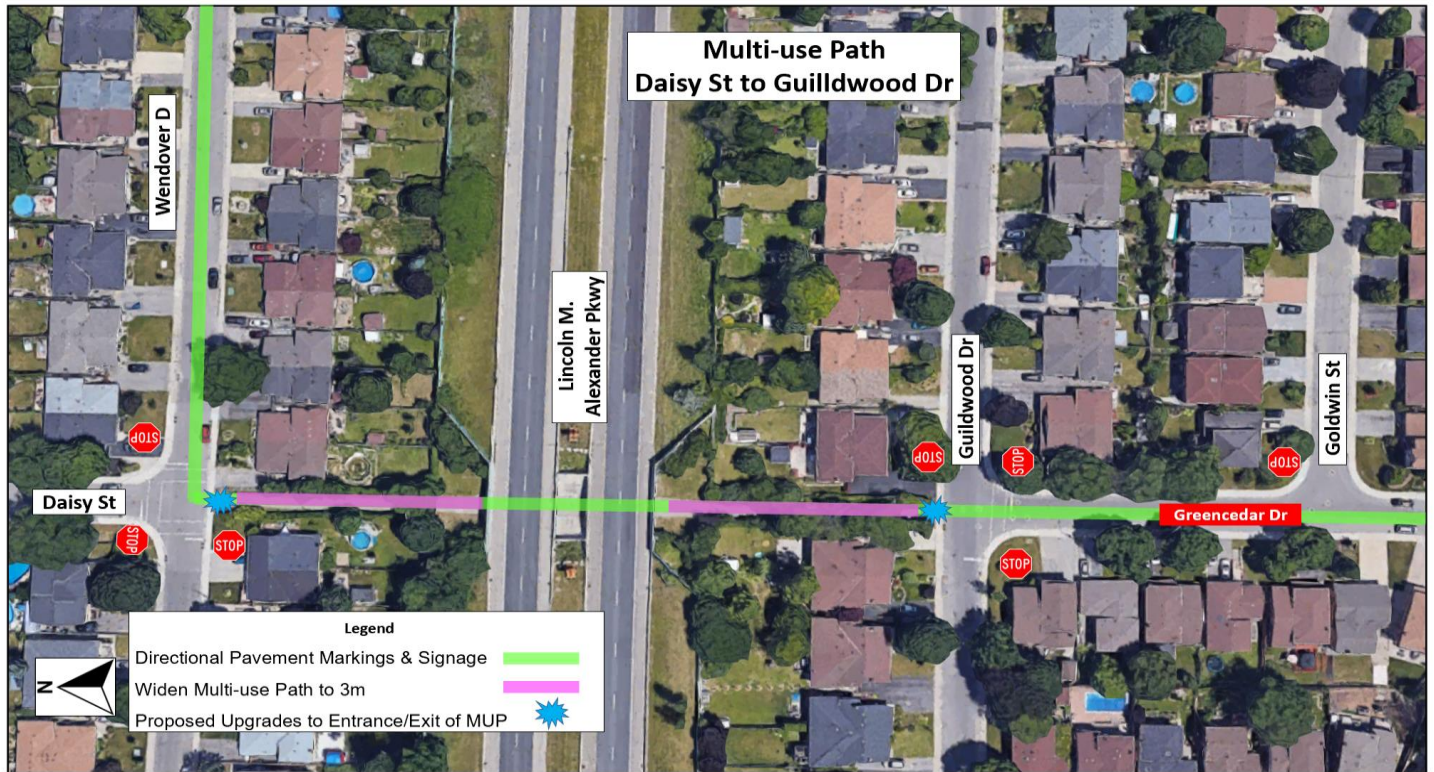 Multi-use Path
Daisy St to Guilldwood Dr
Wendover D
Lincoln M.
Alexander Pkwy
Guildwood Dr
Goldwin St
STOP
STOP
STOP
STOP
Daisy St
Greencedar Dr
STOP
STOP
STOP
Legend
Directional Pavement Markings & Signage
Widen Multi-use Path to 3m
Proposed Upgrades to Entrance/Exit of MUP
N